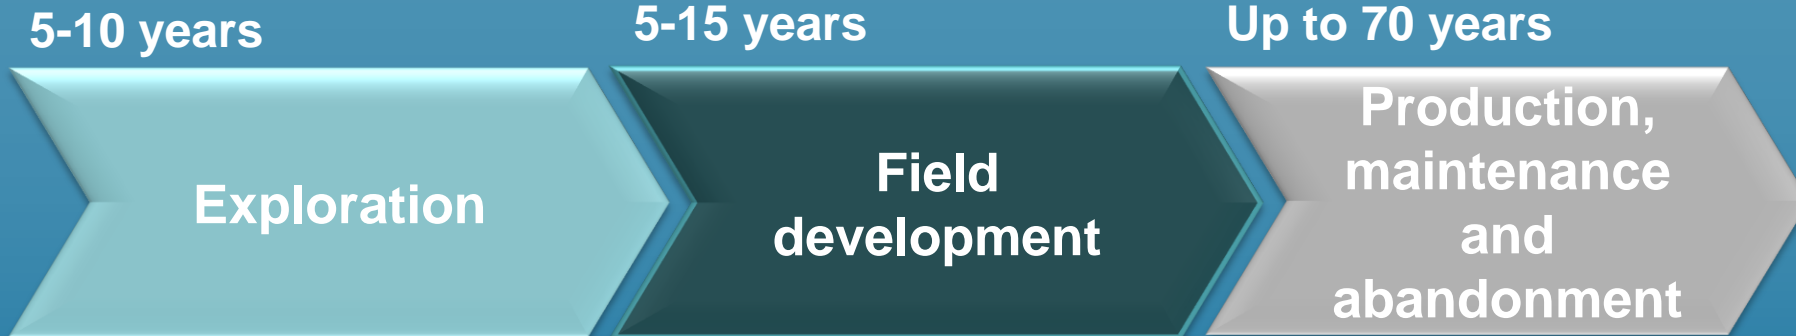 5-10 years
5-15 years
Up to 70 years
Exploration
Field
development
Production,
maintenance
and
abandonment